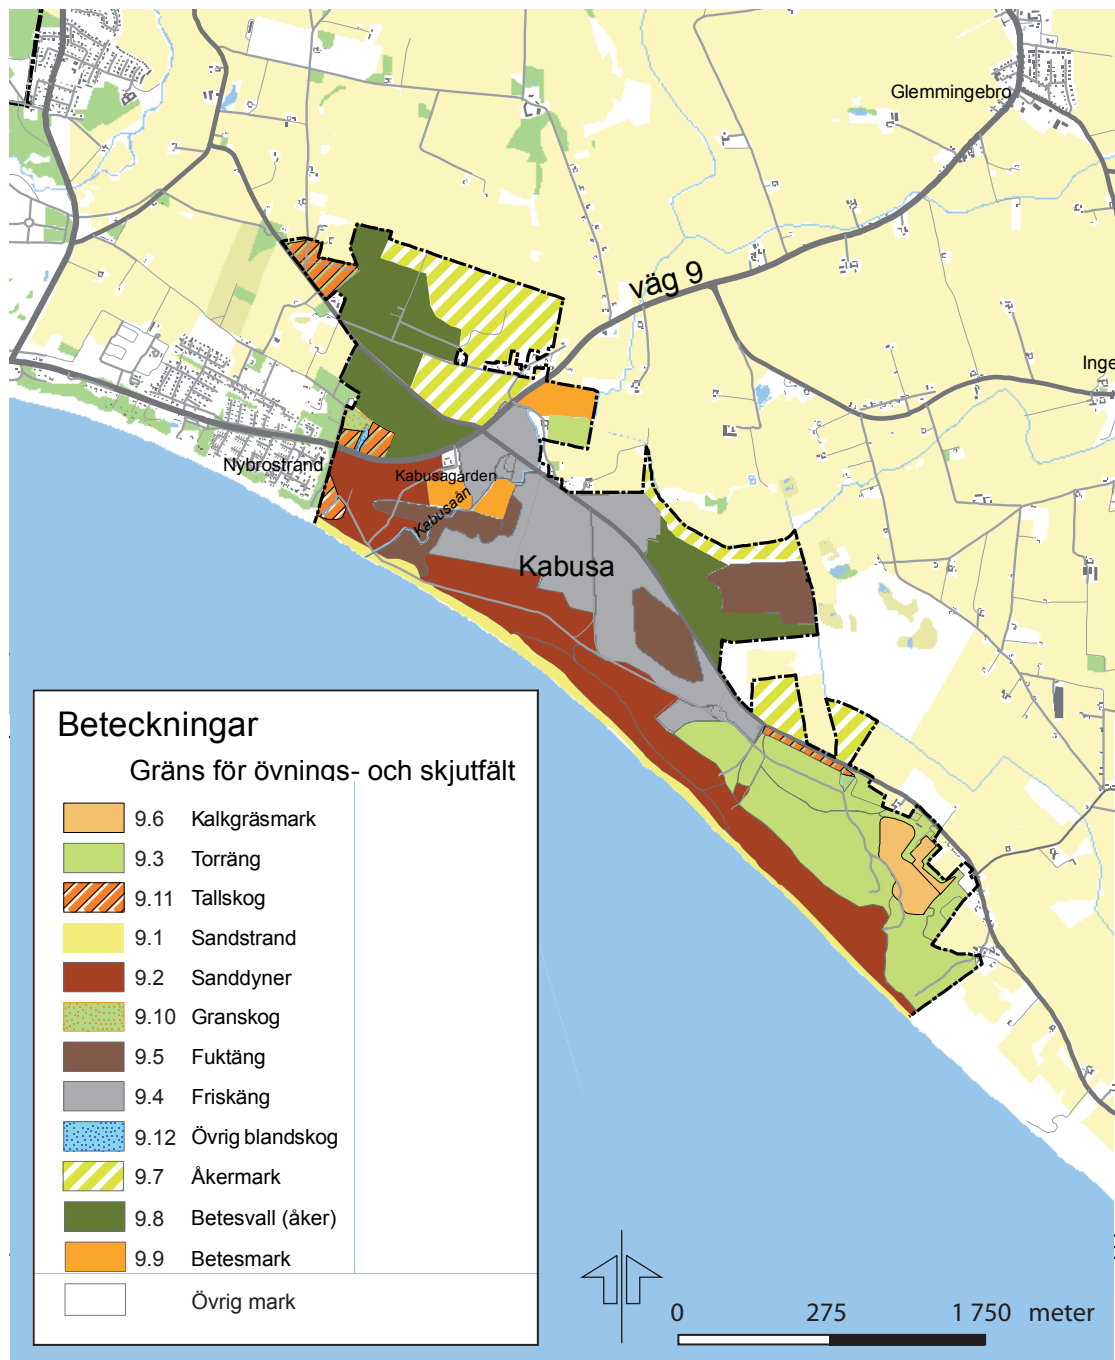 Glemmingebro
väg 9
Inge
Nybrostrand
Kabusagården
Kabusaån
Kabusa
Beteckningar
Gräns för övnings- och skjutfält
9.6 Kalkgräsmark
9.3 Torräng
9.11 Tallskog
9.1 Sandstrand
9.2 Sanddyner
9.10 Granskog
9.5 Fuktäng
9.4 Friskäng
9.12 Övrig blandskog
9.7 Åkermark
9.8 Betesvall (åker)
9.9 Betesmark
Övrig mark
0 275 1 750 meter